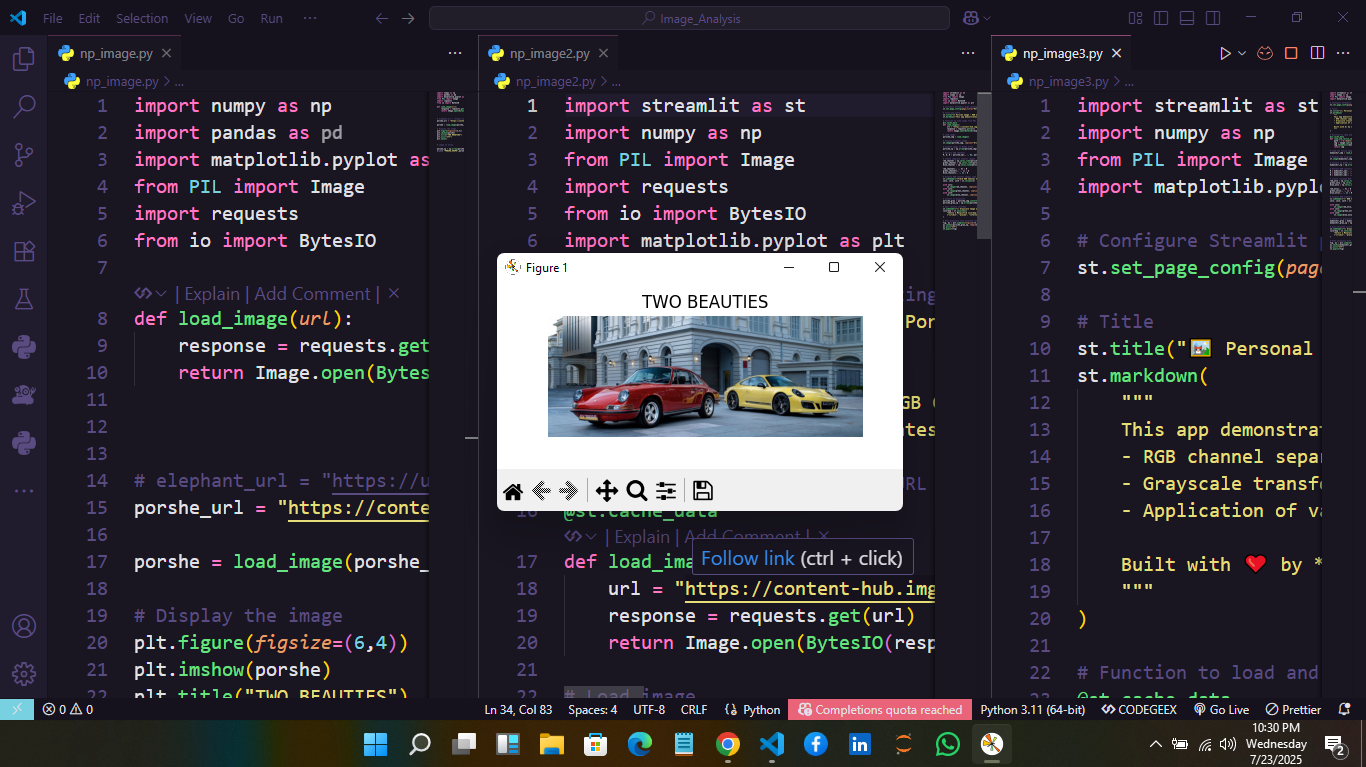 File Edit Selection View Go Run ··· Image_Analysis
np_image.py
np_image.py > ...
1 import numpy as np
2 import pandas as pd
3 import matplotlib.pyplot as
4 from PIL import Image
5 import requests
6 from io import BytesIO
7
| Explain | Add Comment | ×
8 def load_image(url):
9 response = requests.get
10 return Image.open(Bytes
11
12
13
14 # elephant_url = "https://u
15 porshe_url = "https://conte
16
17 porshe = load_image(porshe_
18
19 # Display the image
20 plt.figure(figsize=(6,4))
21 plt.imshow(porshe)
22 plt.title("TWO BEAUTIES")
np_image2.py
np_image2.py > ...
1 import streamlit as st
2 import numpy as np
3 from PIL import Image
4 import requests
5 from io import BytesIO
6 import matplotlib.pyplot as plt
ing
Por
GB
tes
RL
Figure 1
TWO BEAUTIES
16 @st.cache_data
| Explain | Add Comment | ×
Follow link (ctrl + click)
17 def load_ima
18 url = "https://content-hub.img
19 response = requests.get(url)
20 return Image.open(BytesIO(resp
21
22 # Load image
np_image3.py
np_image3.py > ...
1 import streamlit as st
2 import numpy as np
3 from PIL import Image
4 import matplotlib.pyplo
5
6 # Configure Streamlit p
7 st.set_page_config(page
8
9 # Title
10 st.title("🖼️ Personal
11 st.markdown(
12 """
13 This app demonstrat
14 - RGB channel sepa
15 - Grayscale transfo
16 - Application of va
17
18 Built with ❤️ by *
19 """
20 )
21
22 # Function to load and
23 @st.cache_data
0 0 Ln 34, Col 83 Spaces: 4 UTF-8 CRLF {} Python Completions quota reached Python 3.11 (64-bit) CODEGEEX Go Live Prettier
10:30 PM
Wednesday
7/23/2025
2